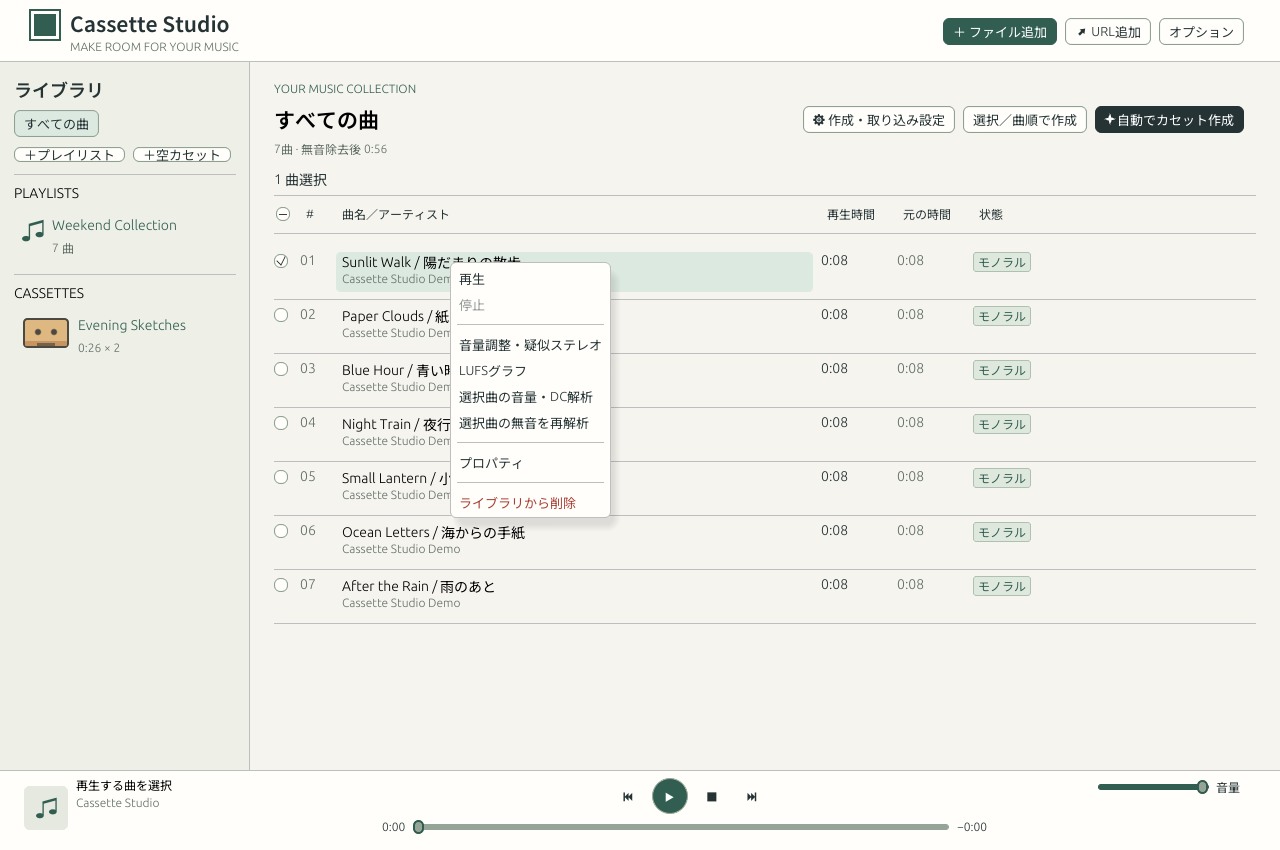 Cassette Studio
MAKE ROOM FOR YOUR MUSIC
＋ ファイル追加
URL追加
オプション
ライブラリ
すべての曲
＋プレイリスト
＋空カセット
PLAYLISTS
Weekend Collection
7 曲
CASSETTES
Evening Sketches
0:26 × 2
YOUR MUSIC COLLECTION
すべての曲
7曲 · 無音除去後 0:56
作成・取り込み設定
選択／曲順で作成
自動でカセット作成
1 曲選択
# 曲名／アーティスト 再生時間 元の時間 状態
01 Sunlit Walk / 陽だまりの散歩 0:08 0:08 モノラル
Cassette Studio Dem
02 Paper Clouds / 紙 0:08 0:08 モノラル
Cassette Studio Dem
03 Blue Hour / 青い 0:08 0:08 モノラル
Cassette Studio Dem
04 Night Train / 夜行 0:08 0:08 モノラル
Cassette Studio Dem
05 Small Lantern / 小 0:08 0:08 モノラル
Cassette Studio Dem
06 Ocean Letters / 海からの手紙 0:08 0:08 モノラル
Cassette Studio Demo
07 After the Rain / 雨のあと 0:08 0:08 モノラル
Cassette Studio Demo
再生
停止
音量調整・疑似ステレオ
LUFSグラフ
選択曲の音量・DC解析
選択曲の無音を再解析
プロパティ
ライブラリから削除
再生する曲を選択
Cassette Studio
0:00
−0:00
音量